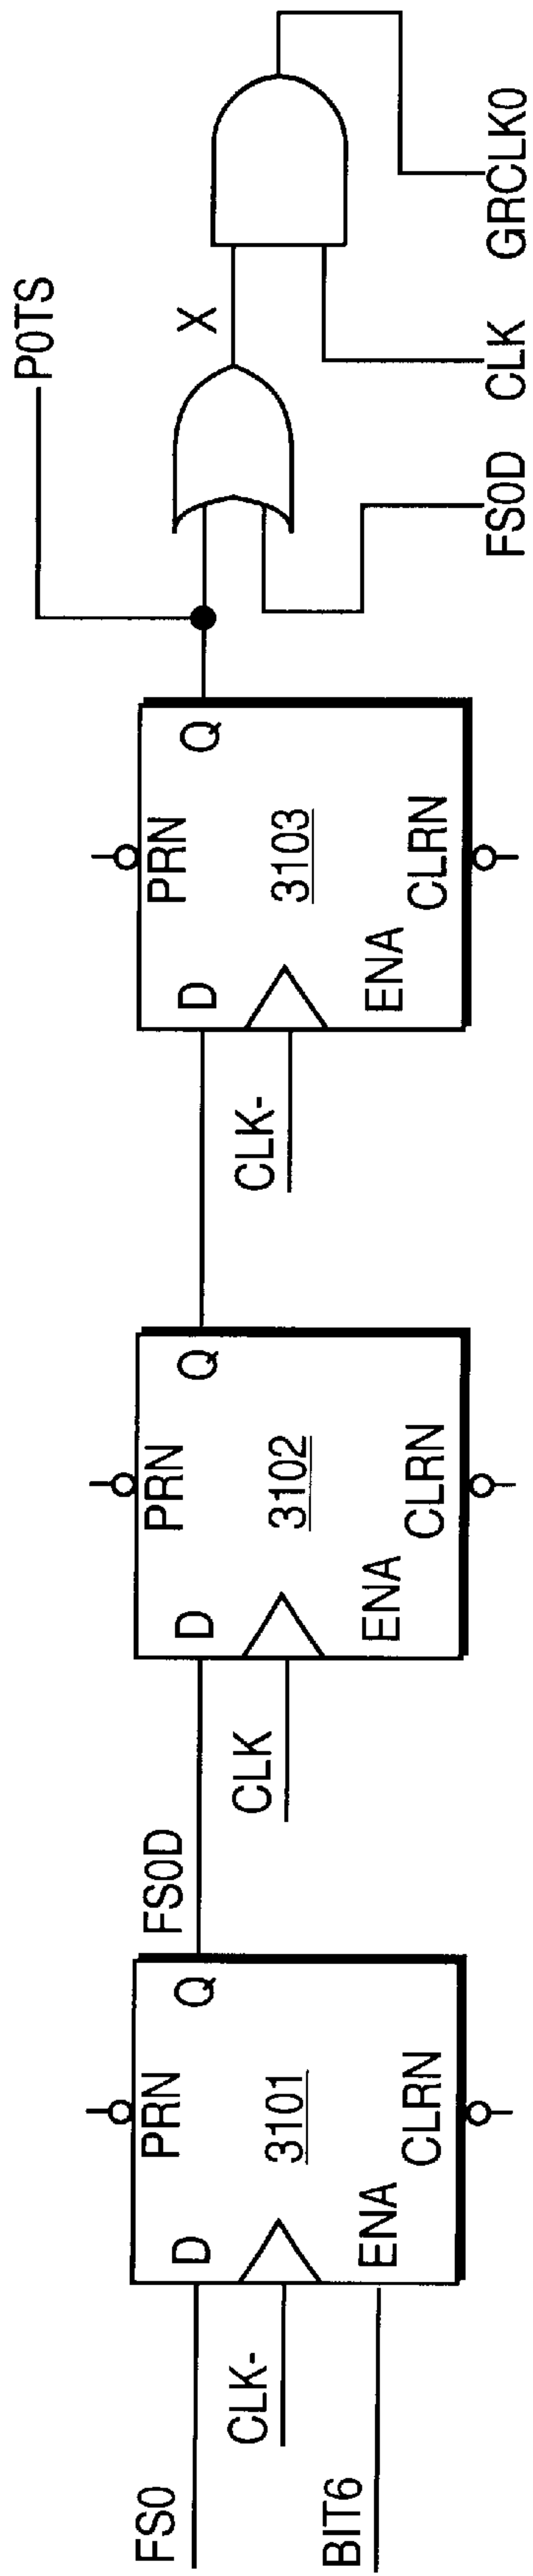 FS0
CLK-
BIT6
D
PRN
Q
3101
ENA
CLRN
FS0D
CLK
D
PRN
Q
3102
ENA
CLRN
CLK-
D
PRN
Q
3103
ENA
CLRN
P0TS
X
FS0D
CLK
GRCLK0